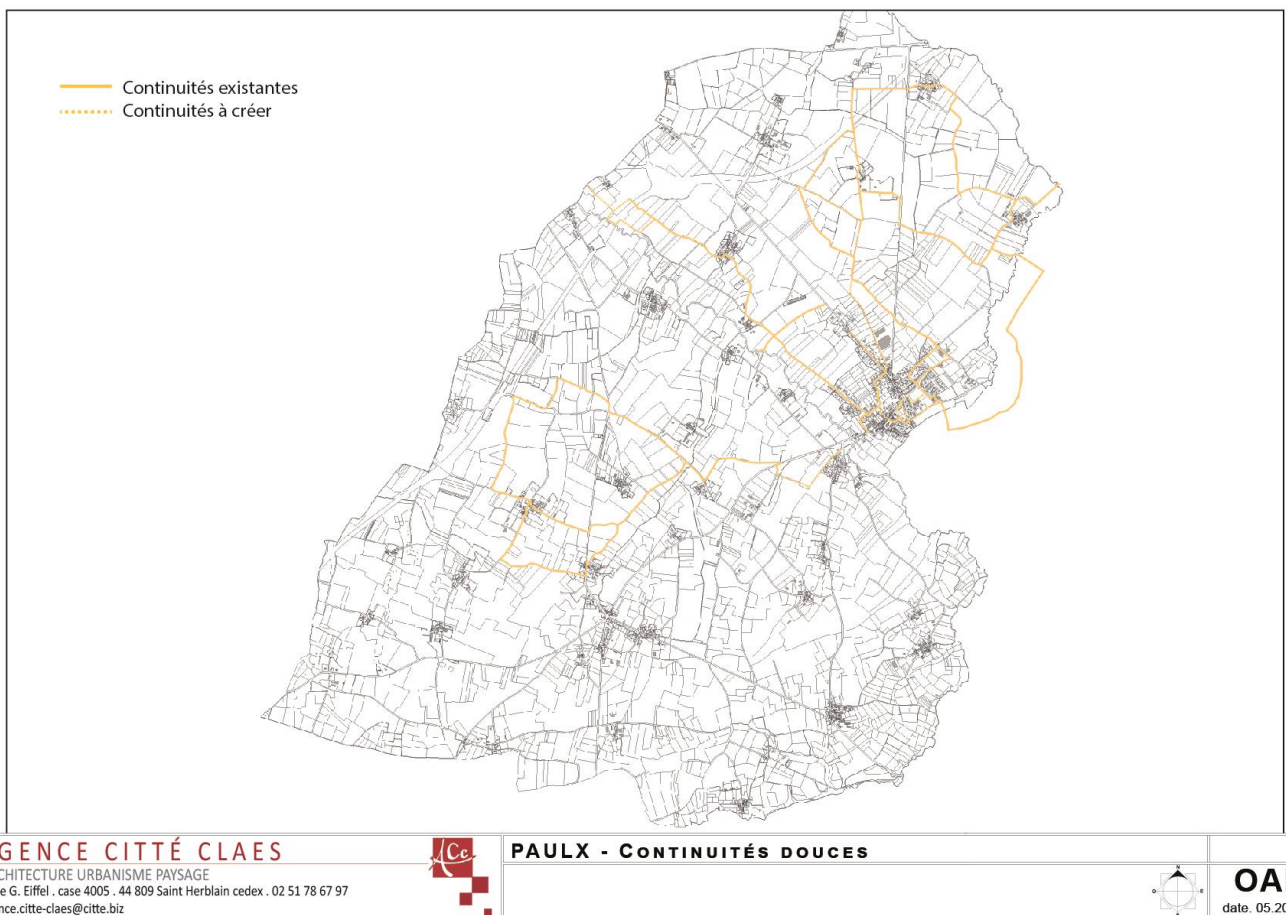 Continuités existantes
Continuités à créer
GENCE CITTÉ CLAES
CHITECTURE URBANISME PAYSAGE
e G. Eiffel . case 4005 . 44 809 Saint Herblain cedex . 02 51 78 67 97
nce.citte-claes@citte.biz
ACc
PAULX - CONTINUITÉS DOUCES
N
OA
date. 05.20